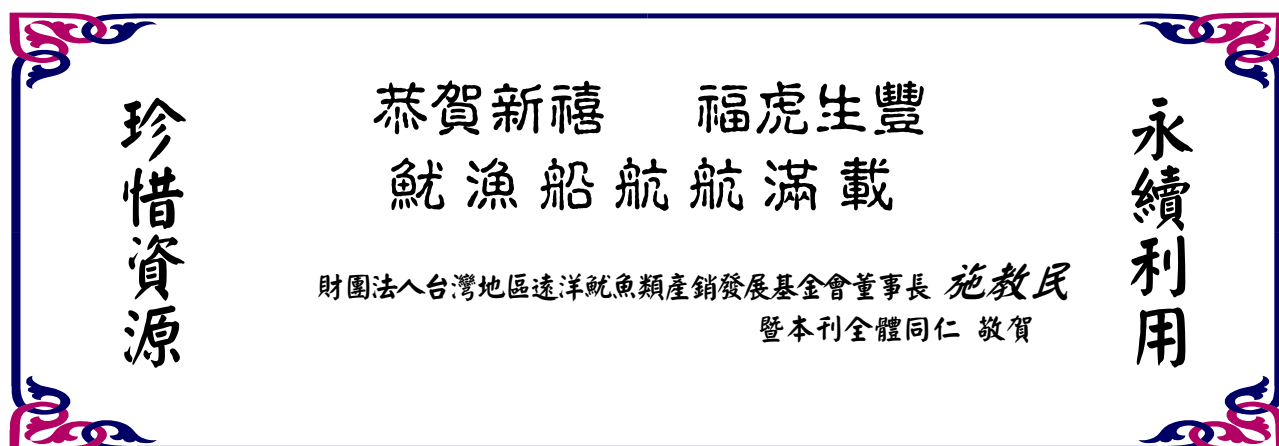 恭賀新禧 福虎生豐
魷漁船航航滿載
財團法人台灣地區遠洋魷魚類產銷發展基金會董事長 施教民
暨本刊全體同仁 敬賀
珍惜資源
永續利用